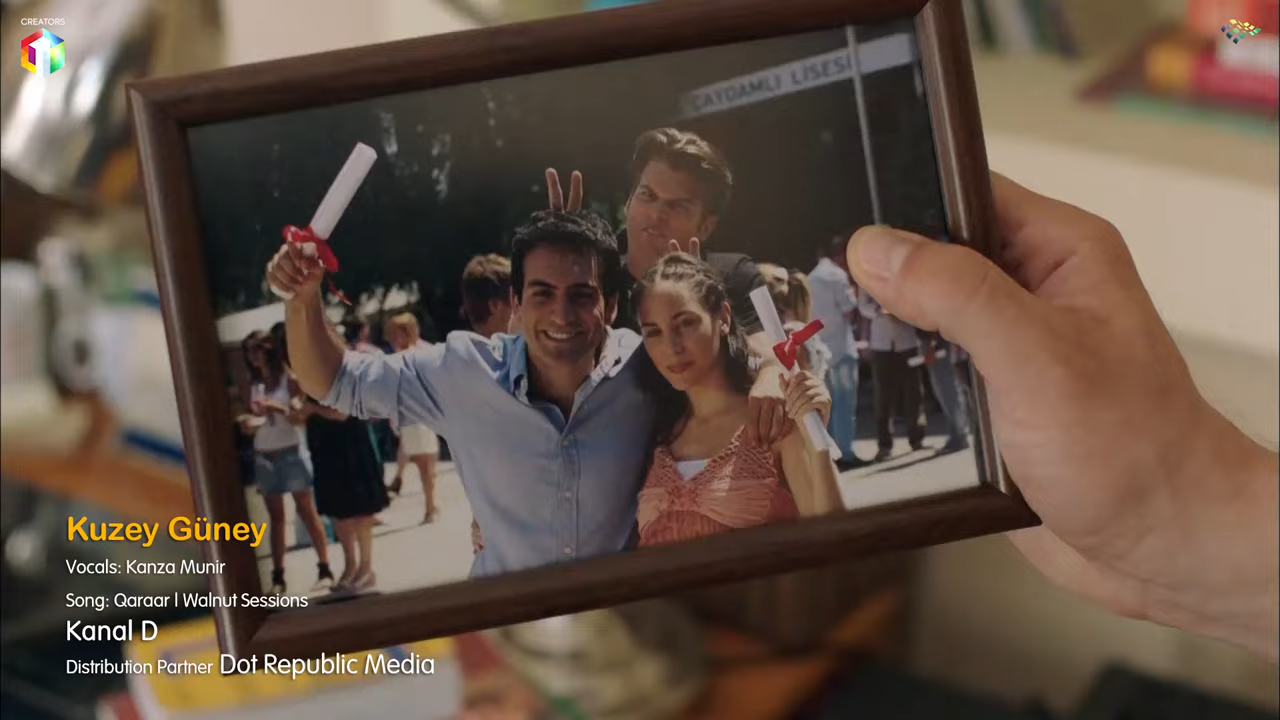 CREATORS
ÇAYDAMLI LİSESİ
Kuzey Güney
Vocals: Kanza Munir
Song: Qaraar | Walnut Sessions
Kanal D
Distribution Partner Dot Republic Media